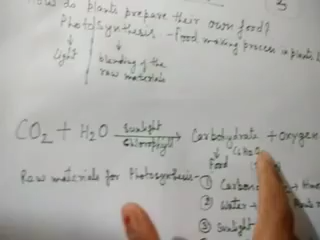 How do plants prepare their own food?
Photosynthesis - Food making process in plants
Light
blending of the
raw materials
CO2 + H2O Sunlight Chlorophyll Carbohydrate + Oxygen
Food
Raw materials for Photosynthesis -
① Carbon
② Water
③ Sunlight